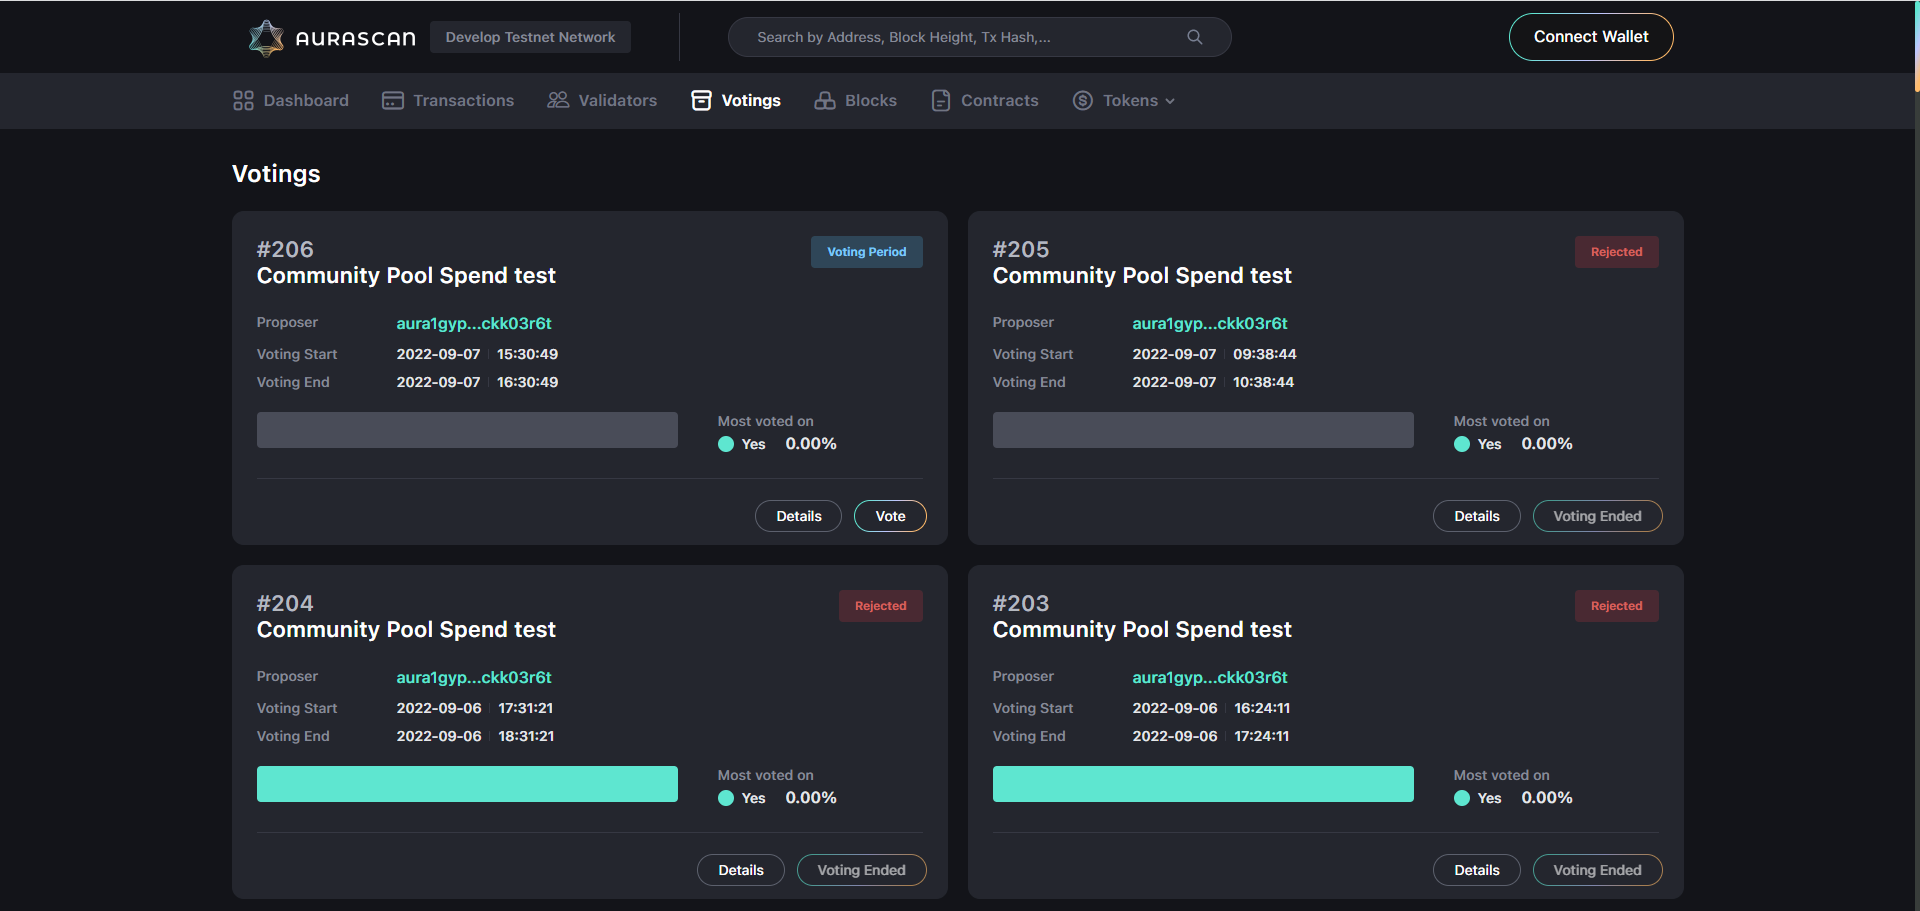 AURASCAN
Develop Testnet Network
Search by Address, Block Height, Tx Hash,...
Connect Wallet
Dashboard
Transactions
Validators
Votings
Blocks
Contracts
Tokens
Votings
#206
Voting Period
Community Pool Spend test
Proposer aura1gyp...ckk03r6t
Voting Start 2022-09-07 15:30:49
Voting End 2022-09-07 16:30:49
Most voted on
Yes 0.00%
Details
Vote
#205
Rejected
Community Pool Spend test
Proposer aura1gyp...ckk03r6t
Voting Start 2022-09-07 09:38:44
Voting End 2022-09-07 10:38:44
Most voted on
Yes 0.00%
Details
Voting Ended
#204
Rejected
Community Pool Spend test
Proposer aura1gyp...ckk03r6t
Voting Start 2022-09-06 17:31:21
Voting End 2022-09-06 18:31:21
Most voted on
Yes 0.00%
Details
Voting Ended
#203
Rejected
Community Pool Spend test
Proposer aura1gyp...ckk03r6t
Voting Start 2022-09-06 16:24:11
Voting End 2022-09-06 17:24:11
Most voted on
Yes 0.00%
Details
Voting Ended